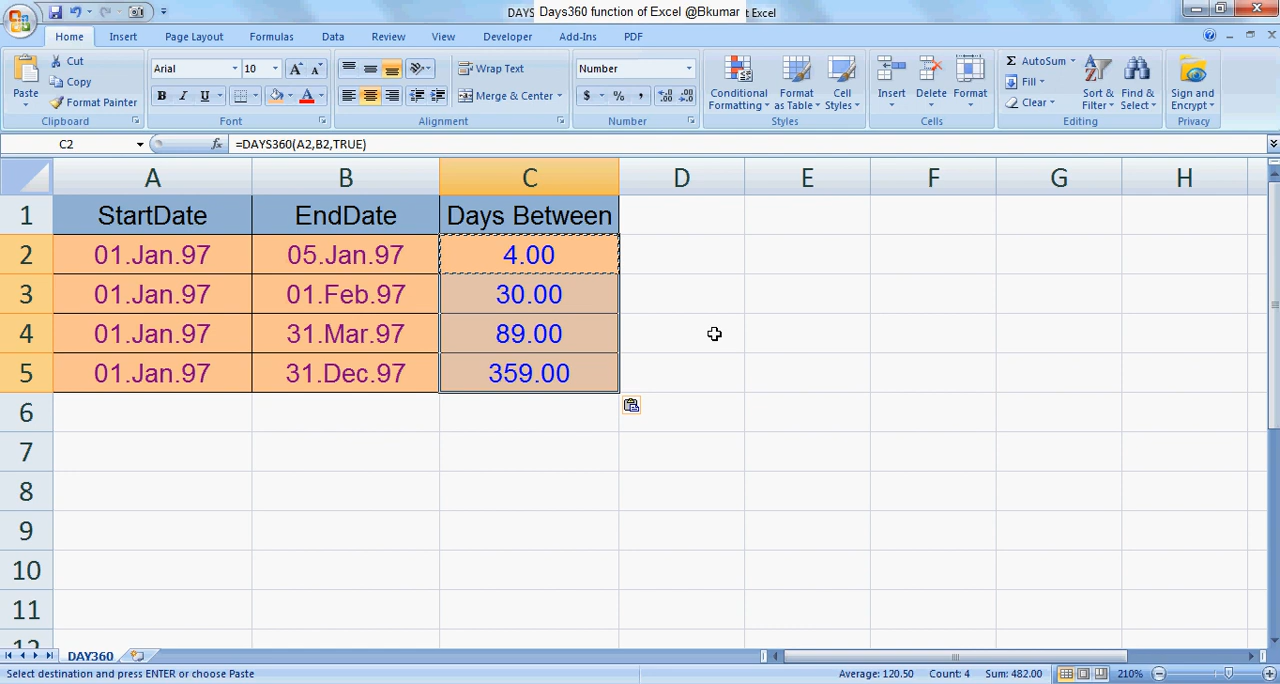 DAYS Days360 function of Excel @Bkumar t Excel
Home Insert Page Layout Formulas Data Review View Developer Add-Ins PDF
Paste Cut Copy Format Painter
Arial 10 A A
B I U A
Wrap Text
Merge & Center
Number
$ % ,
Conditional Formatting Format as Table Cell Styles
Insert Delete Format
Σ AutoSum Fill Clear
Sort & Filter Find & Select
Sign and Encrypt
Clipboard Font Alignment Number Styles Cells Editing Privacy
C2 fx =DAYS360(A2,B2,TRUE)
A B C D E F G H
1 StartDate EndDate Days Between
2 01.Jan.97 05.Jan.97 4.00
3 01.Jan.97 01.Feb.97 30.00
4 01.Jan.97 31.Mar.97 89.00
5 01.Jan.97 31.Dec.97 359.00
6
7
8
9
10
11
12
DAY360
Select destination and press ENTER or choose Paste Average: 120.50 Count: 4 Sum: 482.00 210%